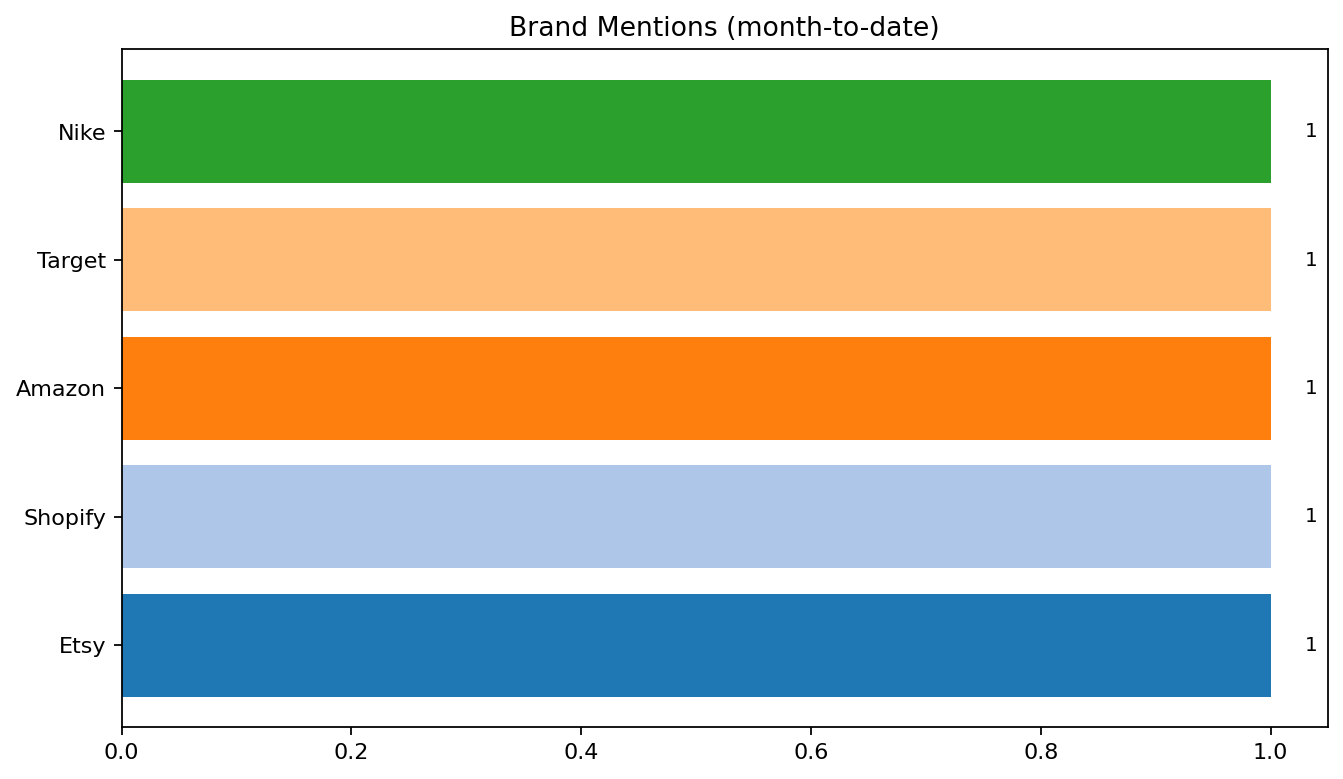 Brand Mentions (month-to-date)
Nike 1
Target 1
Amazon 1
Shopify 1
Etsy 1
0.0 0.2 0.4 0.6 0.8 1.0